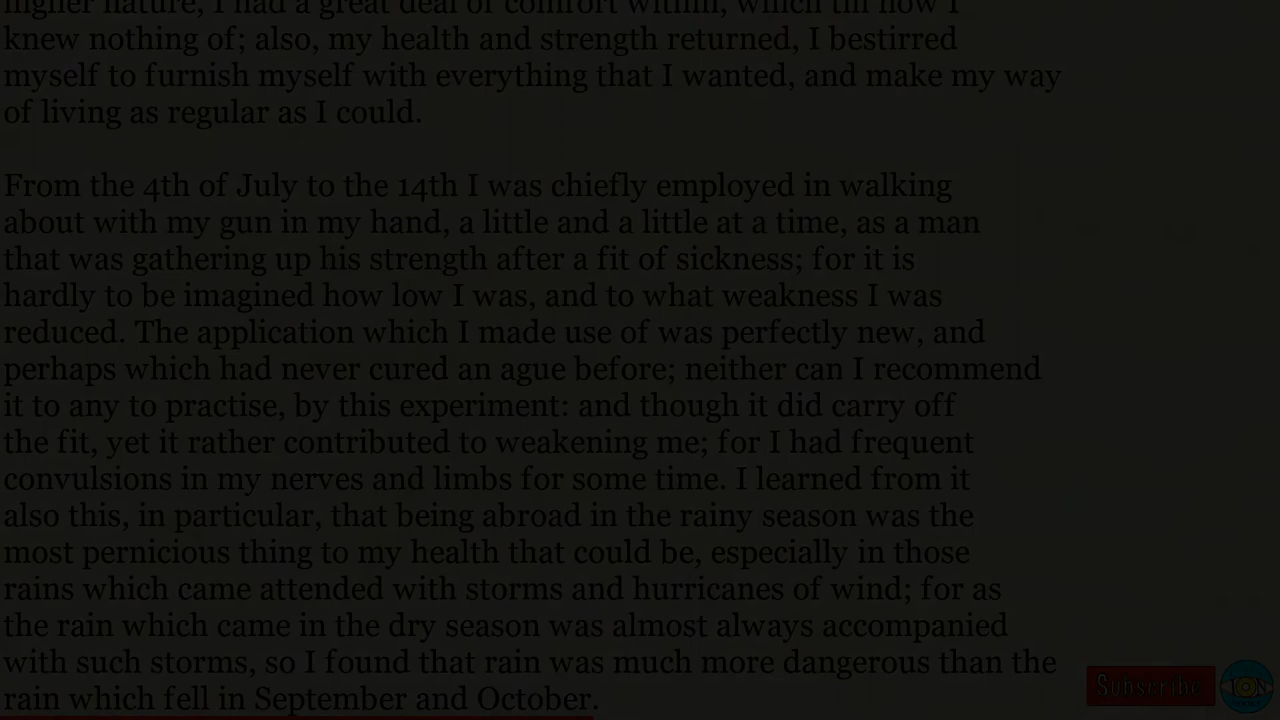 higher nature, I had a great deal of comfort within, which till now I
knew nothing of; also, my health and strength returned, I bestirred
myself to furnish myself with everything that I wanted, and make my way
of living as regular as I could.
From the 4th of July to the 14th I was chiefly employed in walking
about with my gun in my hand, a little and a little at a time, as a man
that was gathering up his strength after a fit of sickness; for it is
hardly to be imagined how low I was, and to what weakness I was
reduced. The application which I made use of was perfectly new, and
perhaps which had never cured an ague before; neither can I recommend
it to any to practise, by this experiment: and though it did carry off
the fit, yet it rather contributed to weakening me; for I had frequent
convulsions in my nerves and limbs for some time. I learned from it
also this, in particular, that being abroad in the rainy season was the
most pernicious thing to my health that could be, especially in those
rains which came attended with storms and hurricanes of wind; for as
the rain which came in the dry season was almost always accompanied
with such storms, so I found that rain was much more dangerous than the
rain which fell in September and October.
Subscribe